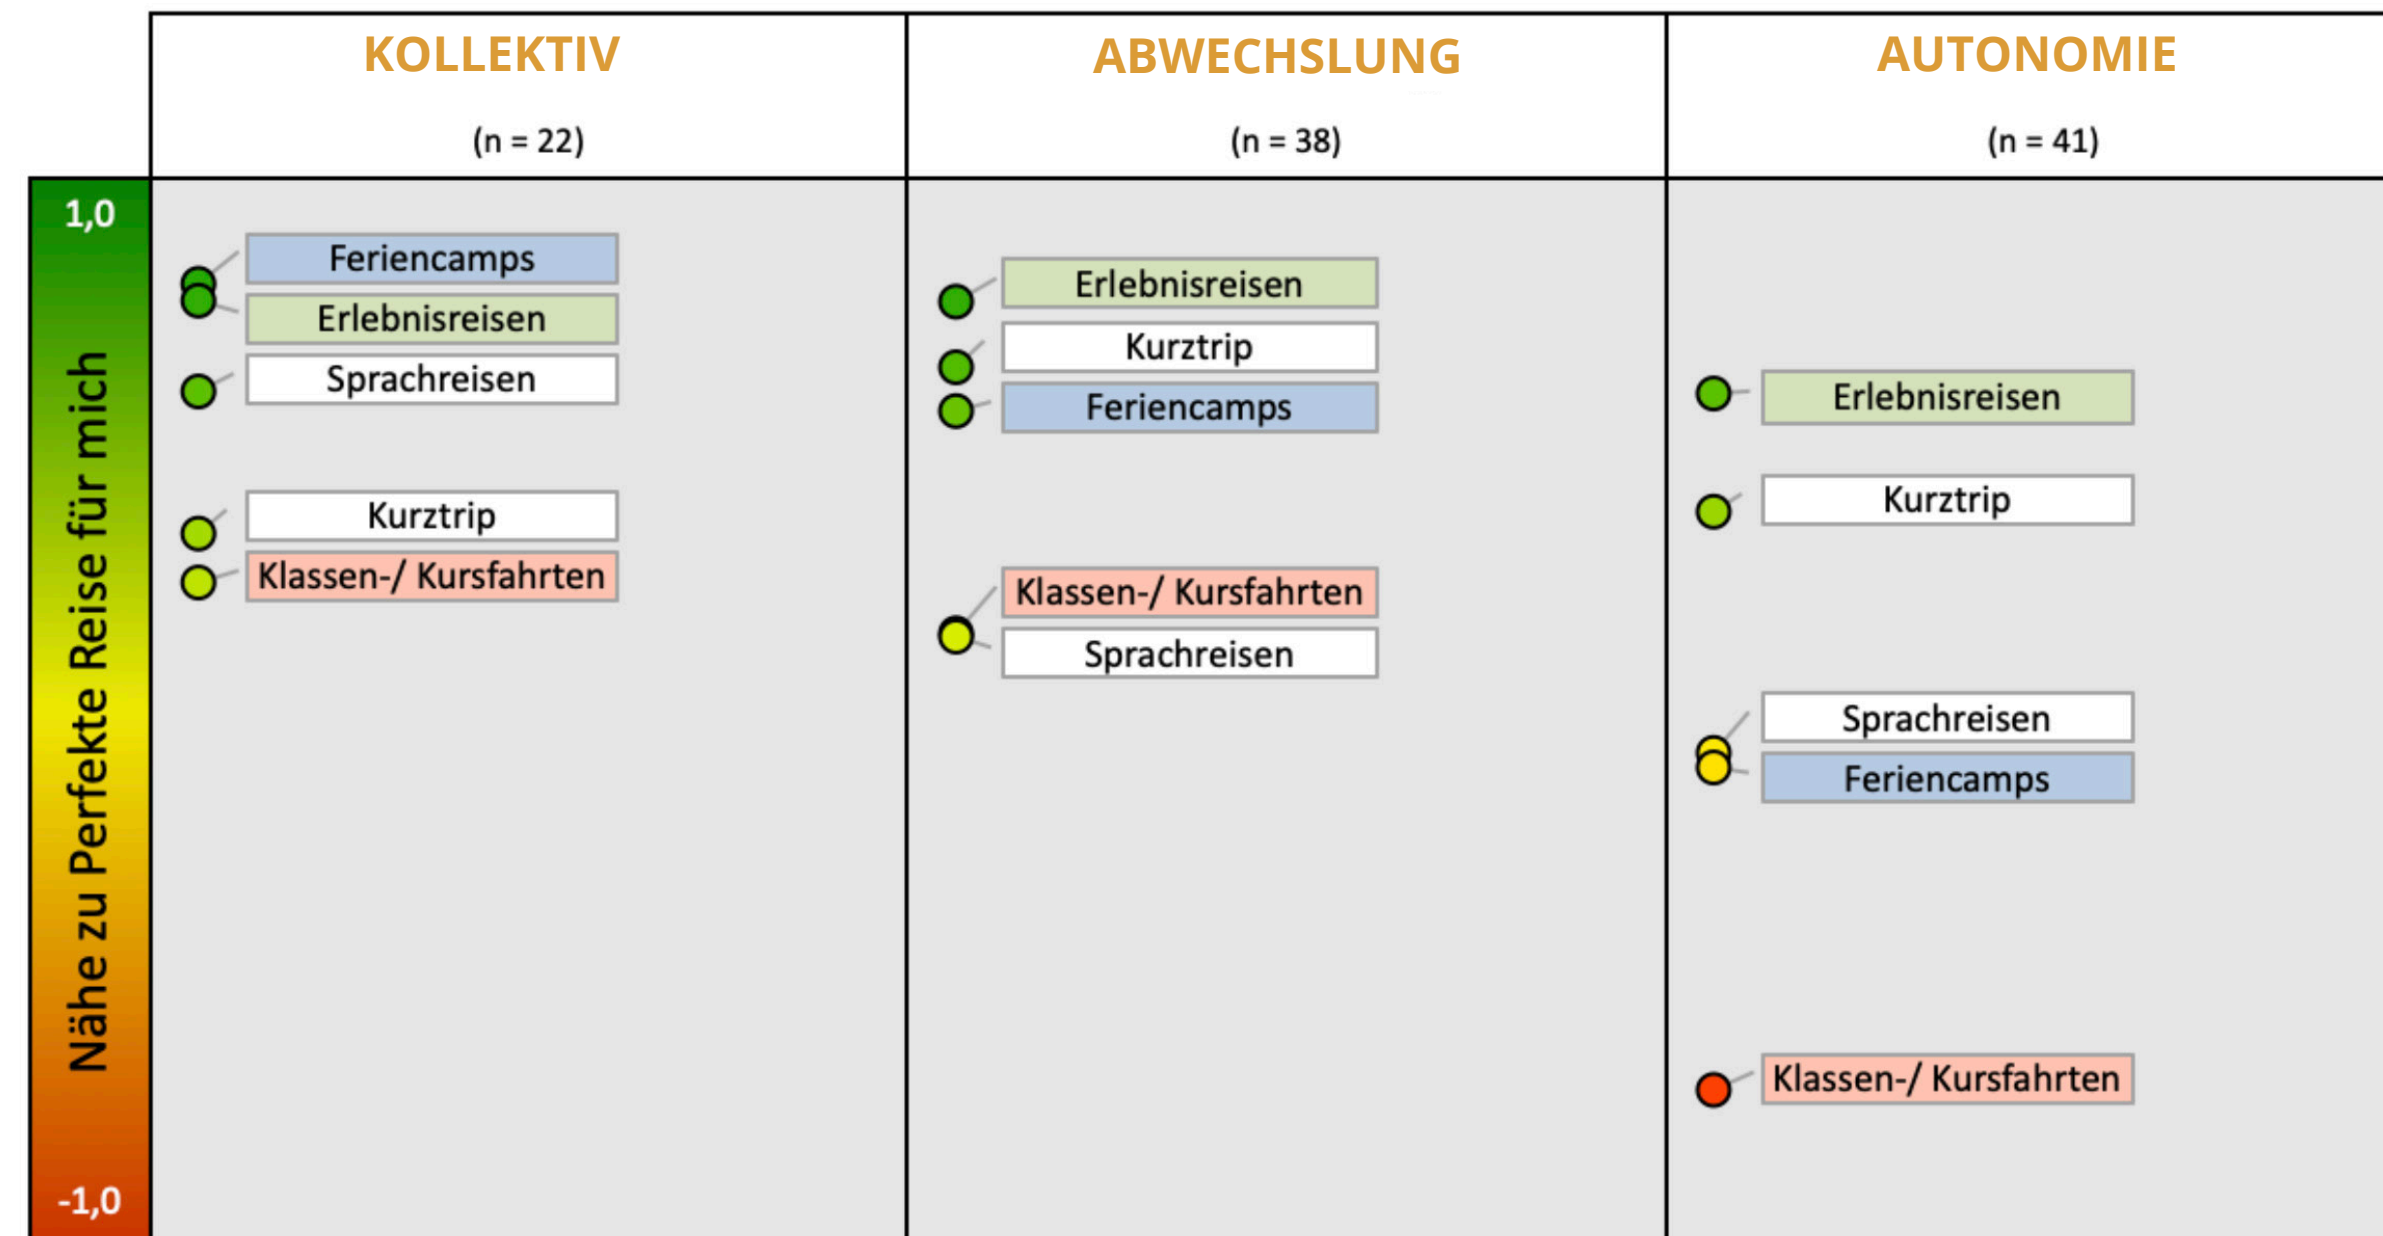 KOLLEKTIV
(n = 22)
ABWECHSLUNG
(n = 38)
AUTONOMIE
(n = 41)
1,0
Nähe zu Perfekte Reise für mich
-1,0
Feriencamps
Erlebnisreisen
Sprachreisen
Kurztrip
Klassen-/ Kursfahrten
Erlebnisreisen
Kurztrip
Feriencamps
Klassen-/ Kursfahrten
Sprachreisen
Erlebnisreisen
Kurztrip
Sprachreisen
Feriencamps
Klassen-/ Kursfahrten